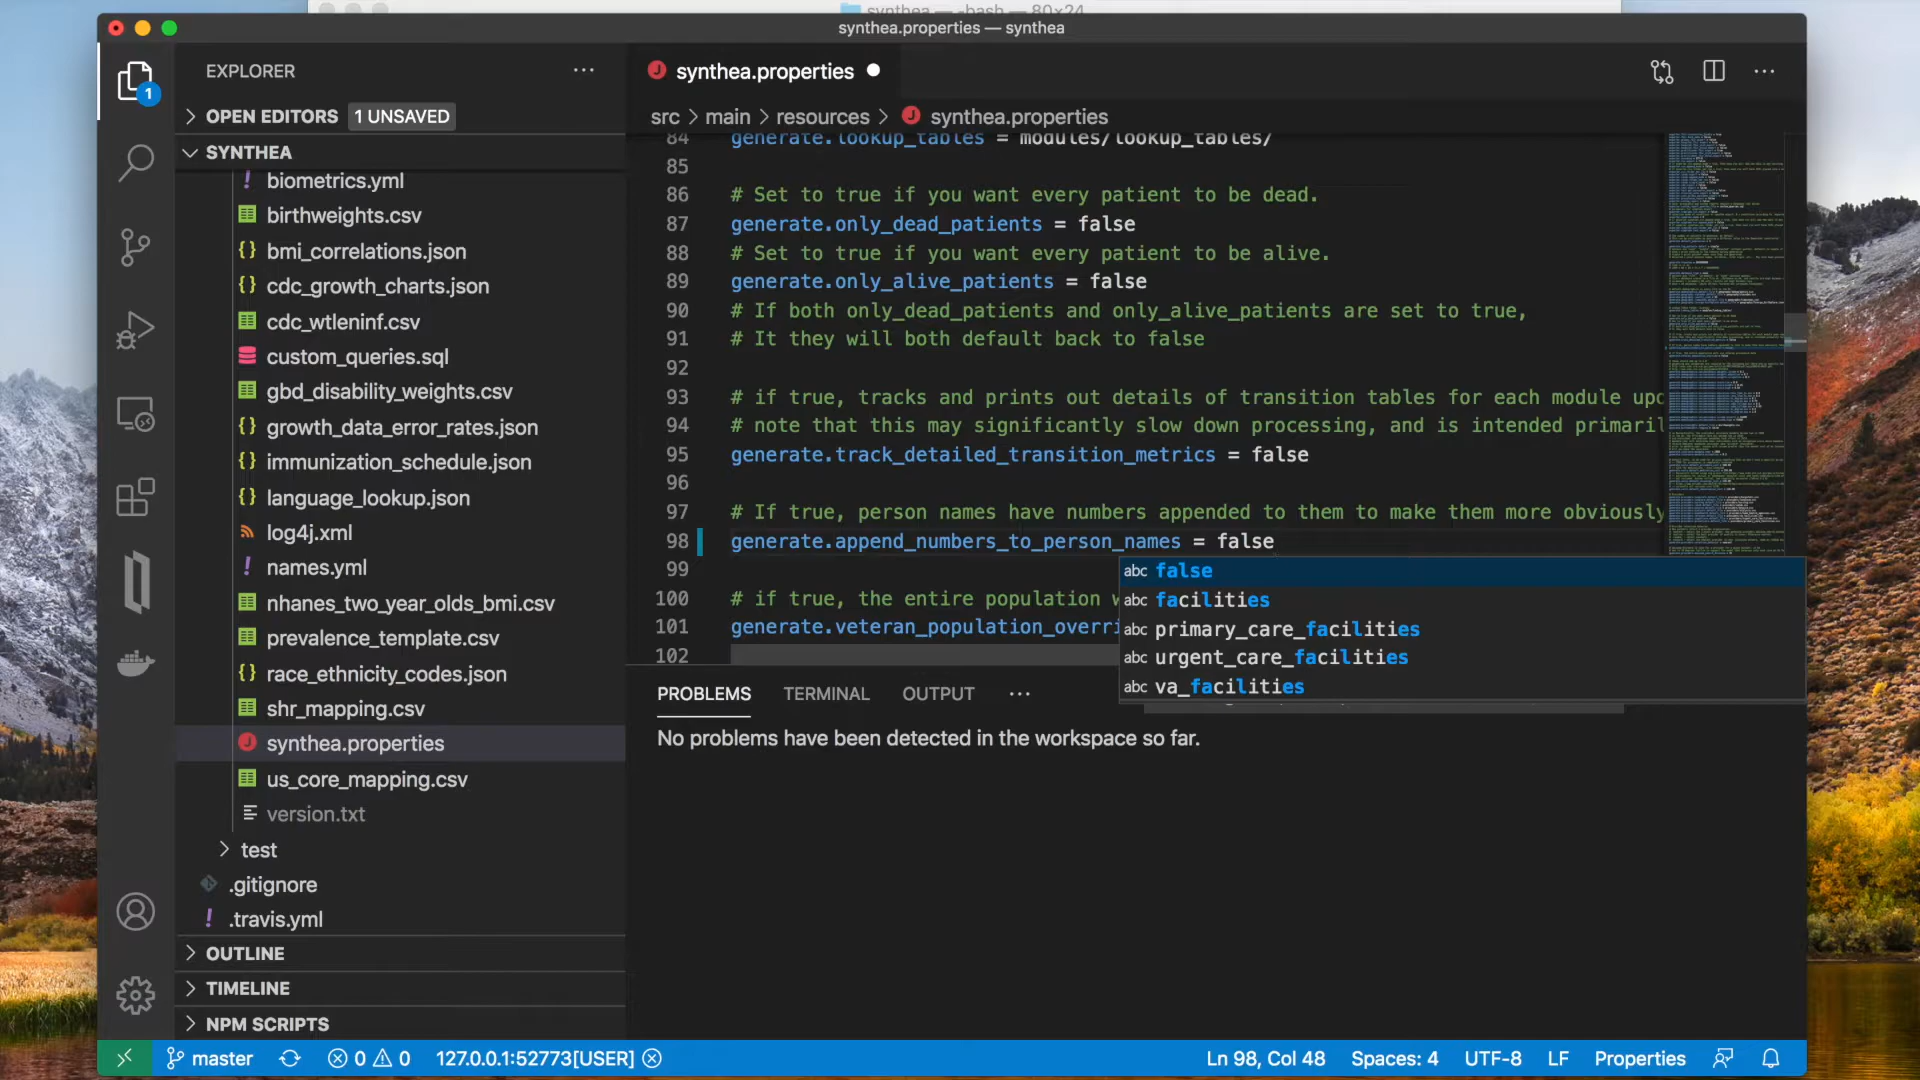 synthea — -bash — 80×24
synthea.properties — synthea
EXPLORER
1
OPEN EDITORS 1 UNSAVED
SYNTHEA
biometrics.yml
birthweights.csv
bmi_correlations.json
cdc_growth_charts.json
cdc_wtleninf.csv
custom_queries.sql
gbd_disability_weights.csv
growth_data_error_rates.json
immunization_schedule.json
language_lookup.json
log4j.xml
names.yml
nhanes_two_year_olds_bmi.csv
prevalence_template.csv
race_ethnicity_codes.json
shr_mapping.csv
synthea.properties
us_core_mapping.csv
version.txt
test
.gitignore
.travis.yml
OUTLINE
TIMELINE
NPM SCRIPTS
synthea.properties
src > main > resources > synthea.properties
84 generate.lookup_tables = modules/lookup_tables/
85
86 # Set to true if you want every patient to be dead.
87 generate.only_dead_patients = false
88 # Set to true if you want every patient to be alive.
89 generate.only_alive_patients = false
90 # If both only_dead_patients and only_alive_patients are set to true,
91 # It they will both default back to false
92
93 # if true, tracks and prints out details of transition tables for each module upo
94 # note that this may significantly slow down processing, and is intended primaril
95 generate.track_detailed_transition_metrics = false
96
97 # If true, person names have numbers appended to them to make them more obviously
98 generate.append_numbers_to_person_names = false
99
100 # if true, the entire population w
101 generate.veteran_population_overri
102
abc false
abc facilities
abc primary_care_facilities
abc urgent_care_facilities
abc va_facilities
PROBLEMS TERMINAL OUTPUT
No problems have been detected in the workspace so far.
master 0 0 127.0.0.1:52773[USER] Ln 98, Col 48 Spaces: 4 UTF-8 LF Properties